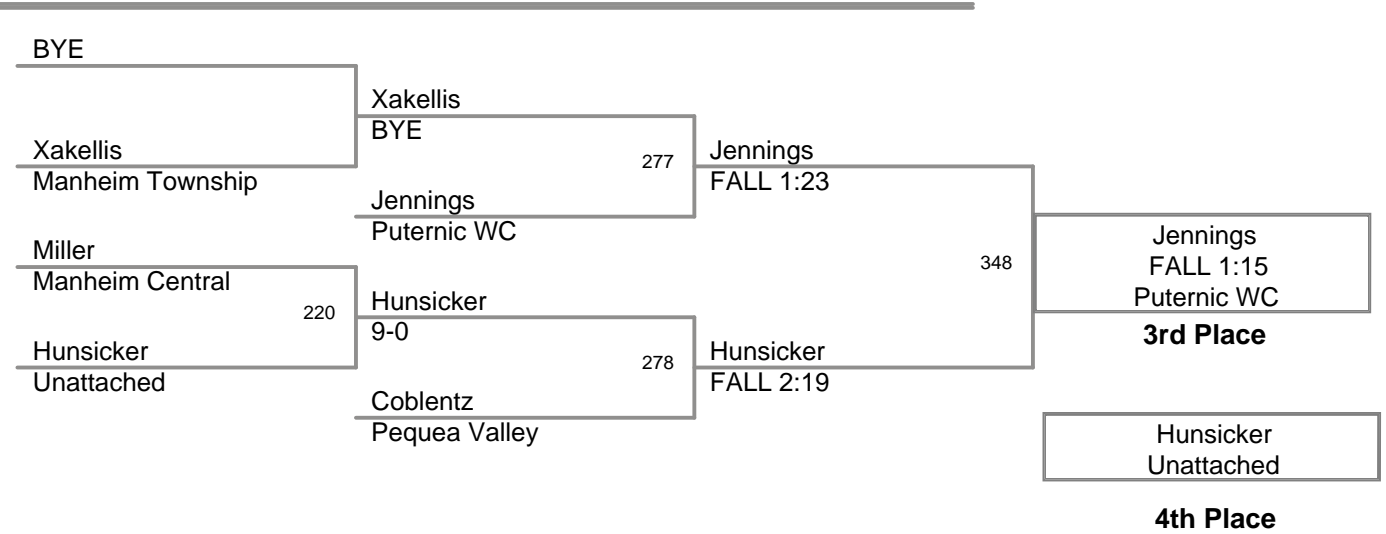 BYE
Xakellis
Manheim Township
Miller
Manheim Central
220
Hunsicker
Unattached
Xakellis
BYE
277
Jennings
Puternic WC
Hunsicker
9-0
278
Coblentz
Pequea Valley
Jennings
FALL 1:23
348
Hunsicker
FALL 2:19
Jennings
FALL 1:15
Puternic WC
3rd Place
Hunsicker
Unattached
4th Place